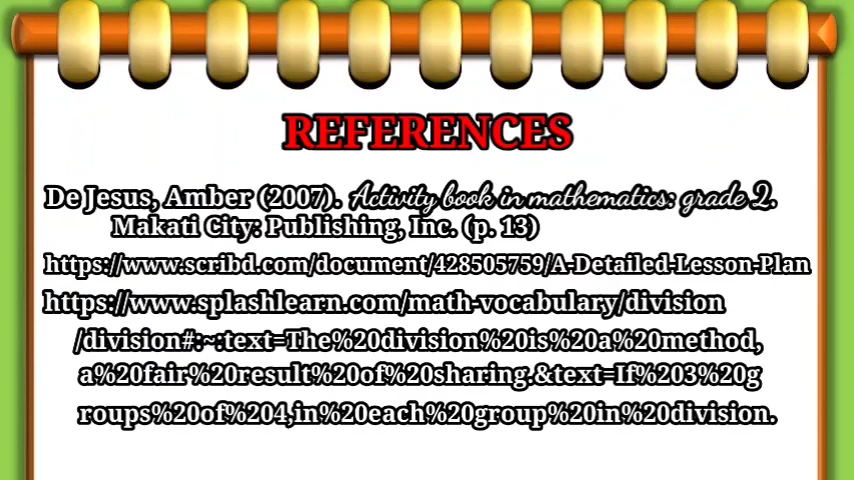 REFERENCES
De Jesus, Amber (2007). Activity book in mathematics: grade 2.
Makati City: Publishing, Inc. (p. 13)
https://www.scribd.com/document/428505759/A-Detailed-Lesson-Plan
https://www.splashlearn.com/math-vocabulary/division
/division#:~:text=The%20division%20is%20a%20method,
a%20fair%20result%20of%20sharing.&text=If%203%20g
roups%20of%204,in%20each%20group%20in%20division.